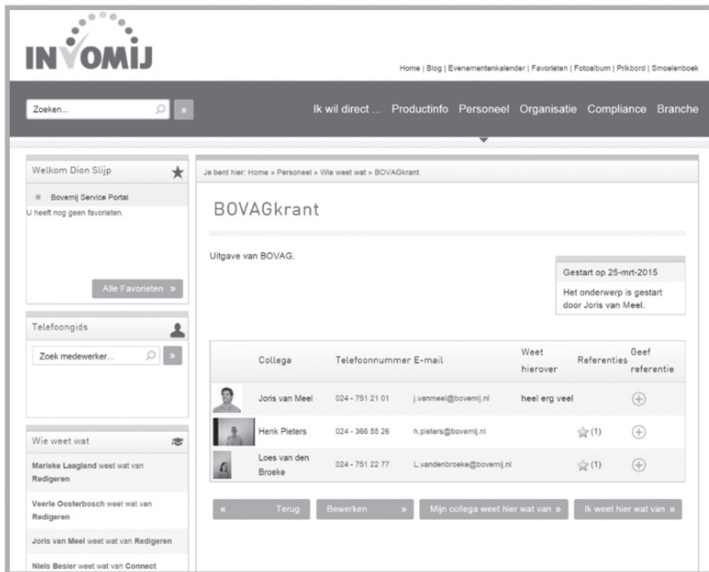 INVOMIJ
Home | Blog | Evenementenkalender | Favorieten | Fotoalbum | Prikbord | Smoelenboek
Zoeken... »
Ik wil direct ... Productinfo Personeel Organisatie Compliance Branche
Welkom Dion Slijp
Bovemij Service Portal
U heeft nog geen favorieten.
Alle Favorieten »
Telefoongids
Zoek medewerker... »
Wie weet wat
Marieke Laagland weet wat van
Redigeren
Veerle Oosterbosch weet wat van
Redigeren
Joris van Meel weet wat van Redigeren
Niels Besier weet wat van Connect
Je bent hier: Home » Personeel » Wie weet wat » BOVAGkrant
BOVAGkrant
Uitgave van BOVAG.
Gestart op 25-mrt-2015
Het onderwerp is gestart
door Joris van Meel.
Collega Telefoonnummer E-mail Weet hierover Referenties Geef referentie
Joris van Meel 024 - 751 21 01 j.vanmeel@bovemij.nl heel erg veel
Henk Pieters 024 - 366 55 26 h.pieters@bovemij.nl (1)
Loes van den
Broeke 024 - 751 22 77 L.vandenbroeke@bovemij.nl (1)
« Terug Bewerken » Mijn collega weet hier wat van » Ik weet hier wat van »